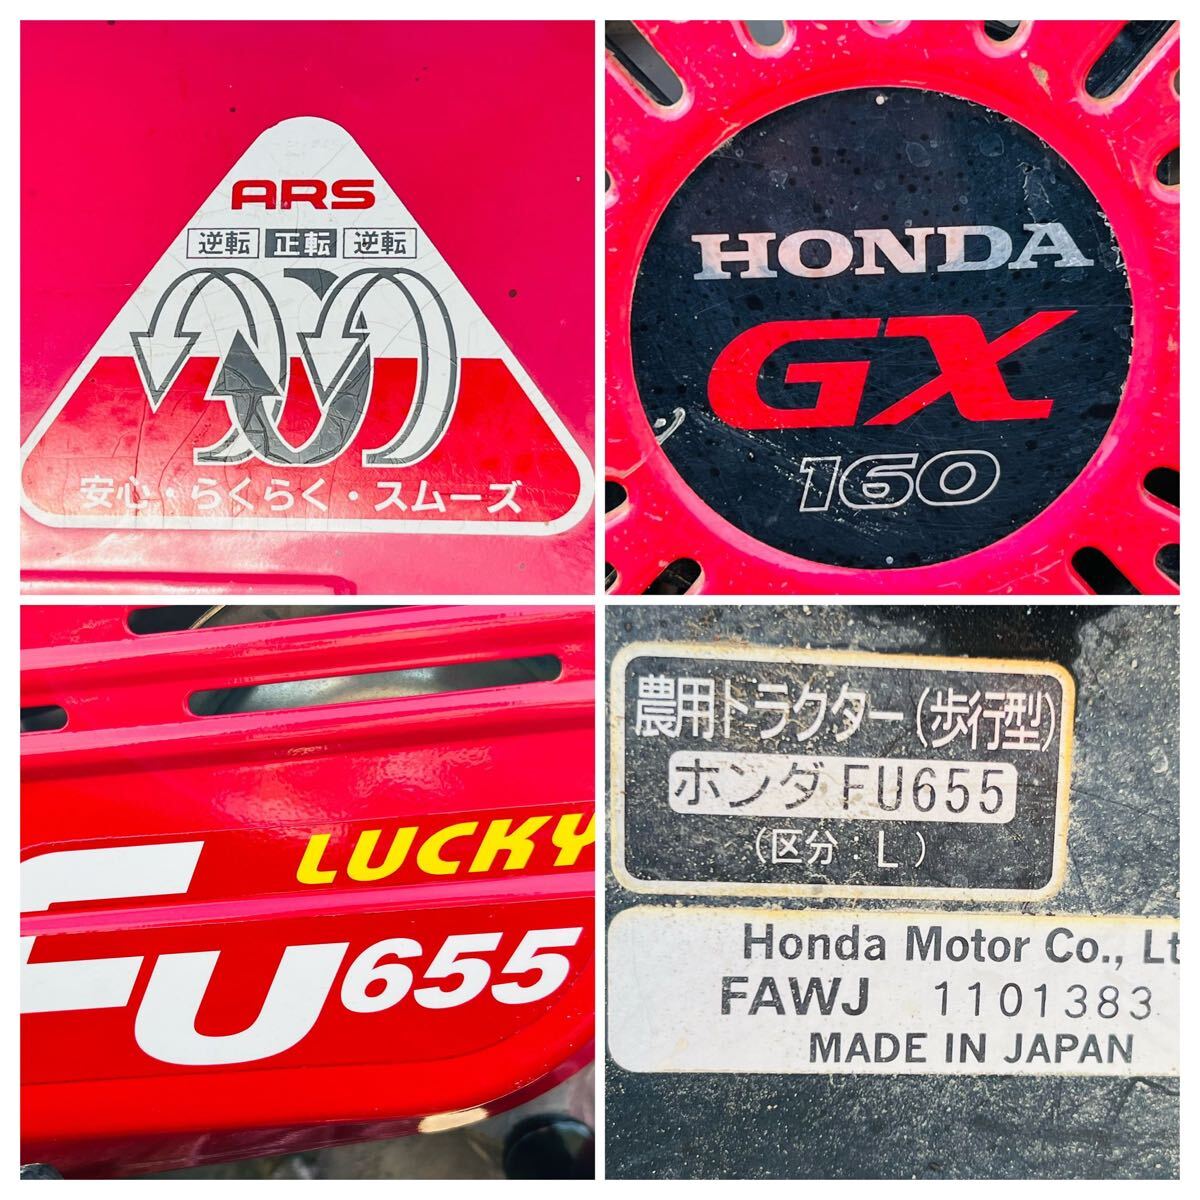 ARS
逆転 正転 逆転
安心・らくらく・スムーズ
HONDA
GX
160
LUCKY
FU655
農用トラクター(歩行型)
ホンダ FU655
(区分:L)
Honda Motor Co., Lt
FAWJ 1101383
MADE IN JAPAN